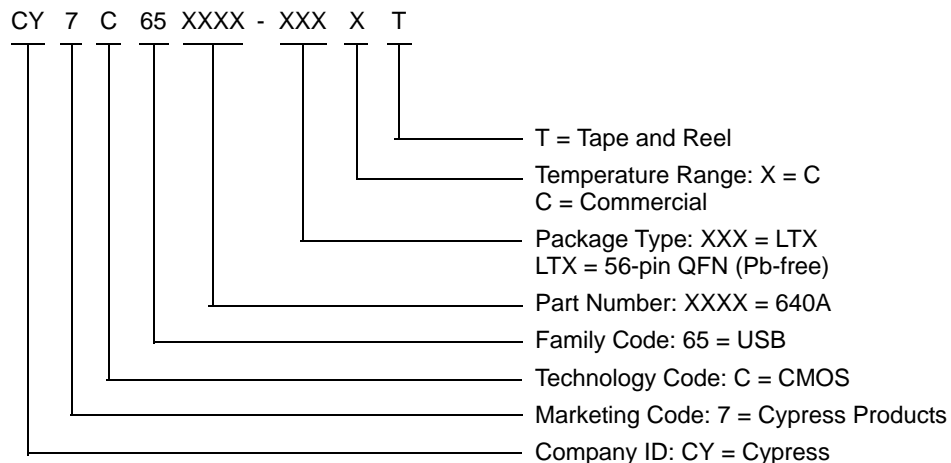 CY 7 C 65 XXXX - XXX X T
T = Tape and Reel
Temperature Range: X = C
C = Commercial
Package Type: XXX = LTX
LTX = 56-pin QFN (Pb-free)
Part Number: XXXX = 640A
Family Code: 65 = USB
Technology Code: C = CMOS
Marketing Code: 7 = Cypress Products
Company ID: CY = Cypress